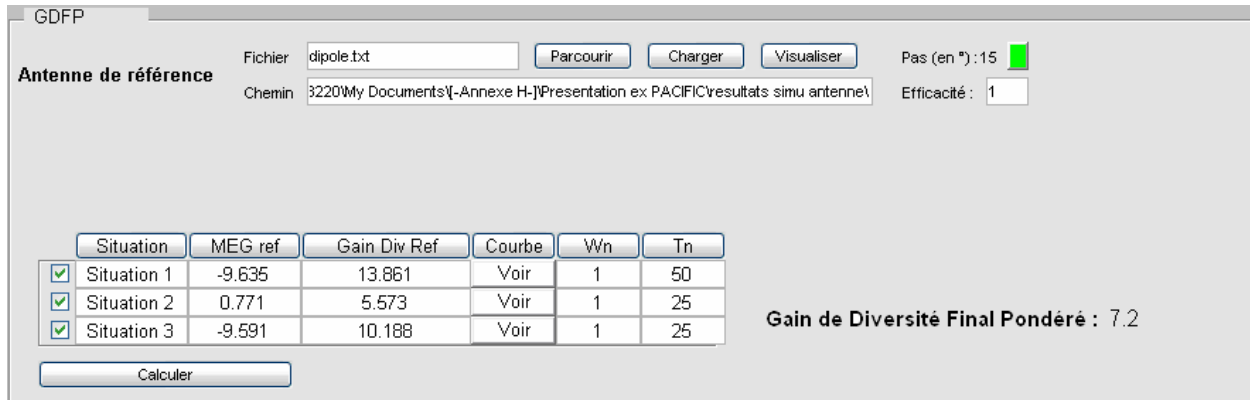 GDFP
Antenne de référence
Fichier dipole.txt Parcourir Charger Visualiser Pas (en °) :15
Chemin 3220\My Documents\[-Annexe H-]\Presentation ex PACIFIC\resultats simu antenne\ Efficacité : 1
Situation MEG ref Gain Div Ref Courbe Wn Tn
Situation 1 -9.635 13.861 Voir 1 50
Situation 2 0.771 5.573 Voir 1 25
Situation 3 -9.591 10.188 Voir 1 25
Gain de Diversité Final Pondéré : 7.2
Calculer